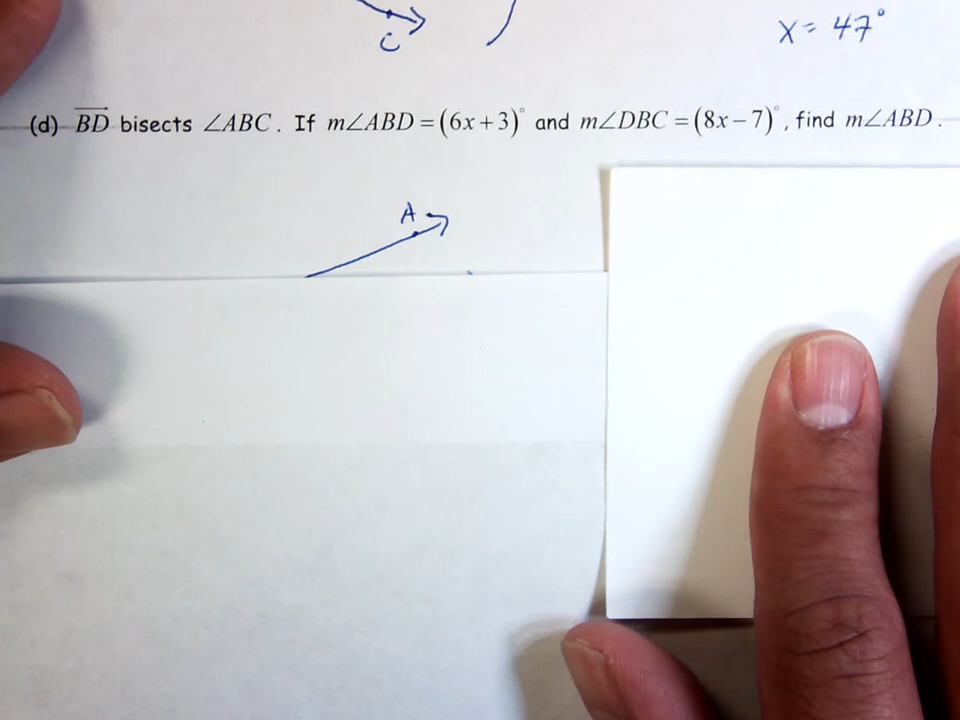 C
x = 47°
(d) BD bisects ∠ABC. If m∠ABD = (6x+3)° and m∠DBC = (8x−7)°, find m∠ABD.
A